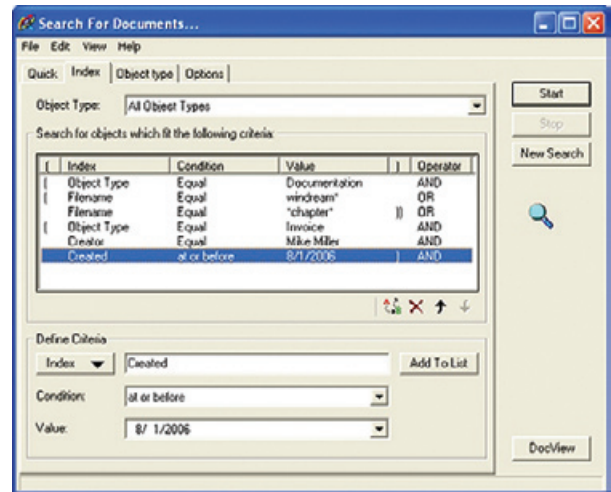 Search For Documents...
File Edit View Help
Quick Index Object type Options
Object Type: All Object Types
Start
Stop
New Search
Search for objects which fit the following criteria:
( Index Condition Value ) Operator
( Object Type Equal Documentation AND
( Filename Equal windream* OR
Filename Equal *chapter* )) OR
( Object Type Equal Invoice AND
Creator Equal Mike Miller AND
Created at or before 8/1/2006 ) AND
Define Criteria
Index Created Add To List
Condition: at or before
Value: 8/ 1/2006
DocView